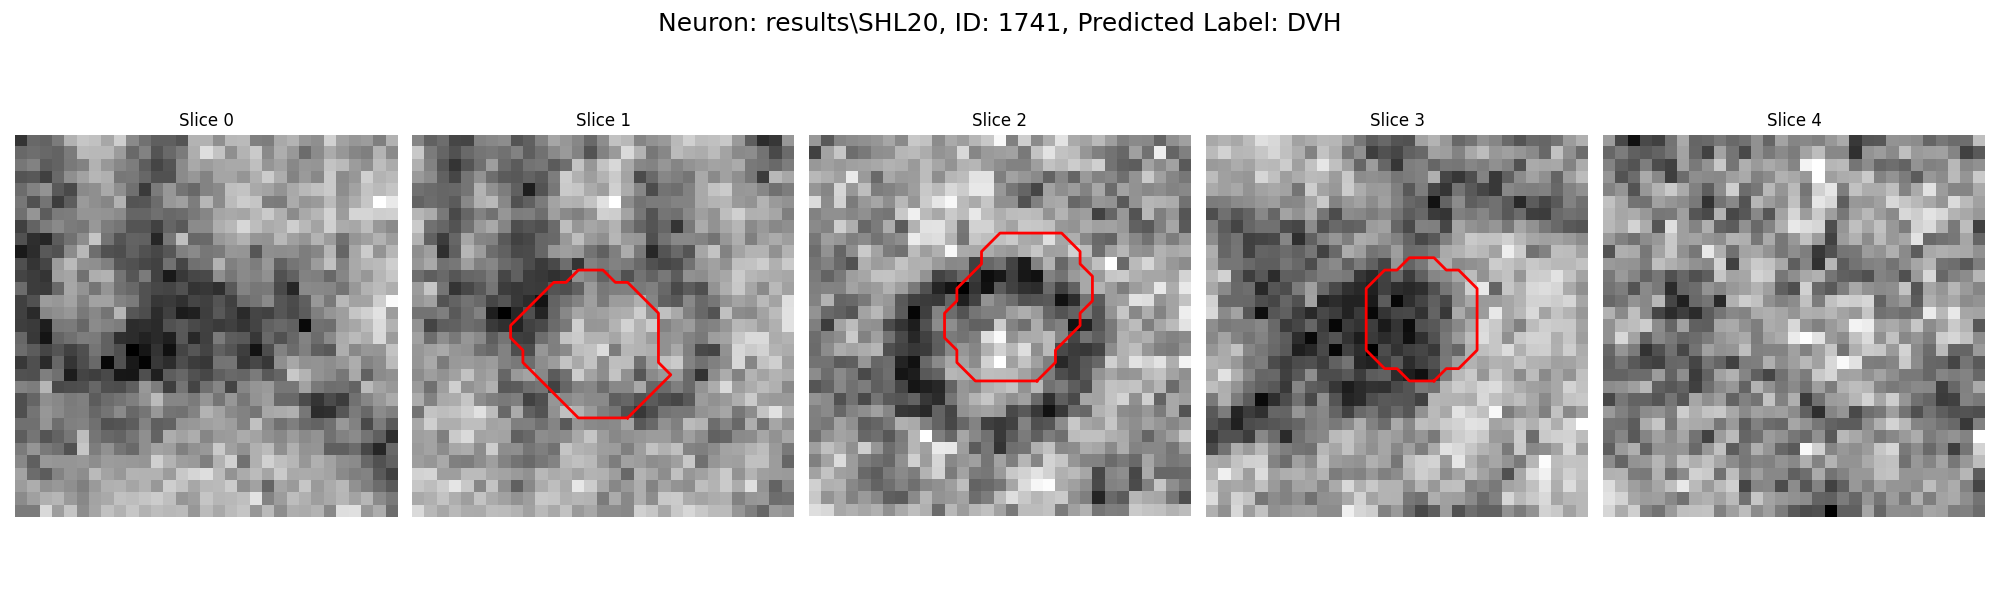 Neuron: results\SHL20, ID: 1741, Predicted Label: DVH
Slice 0
Slice 1
Slice 2
Slice 3
Slice 4